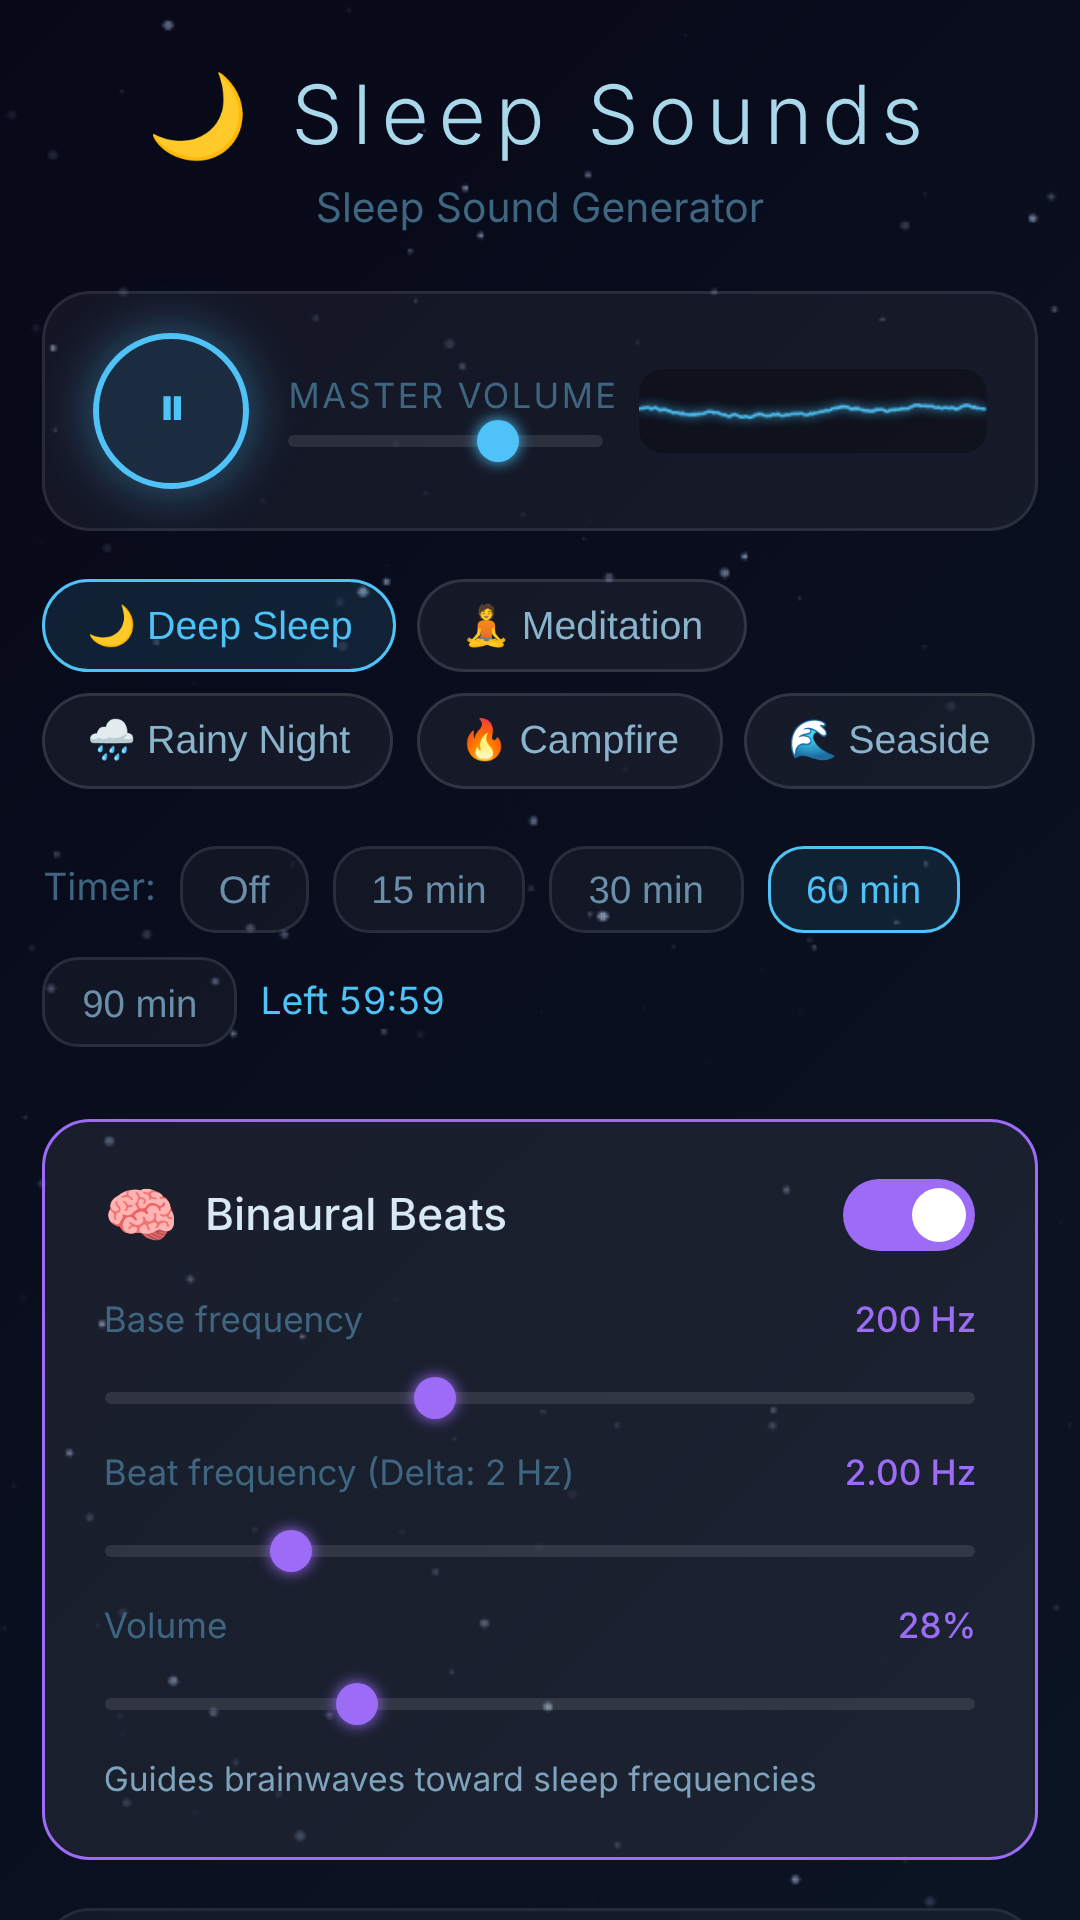 🌙 Sleep Sounds
Sleep Sound Generator
MASTER VOLUME
🌙 Deep Sleep
🧘 Meditation
🌧️ Rainy Night
🔥 Campfire
🌊 Seaside
Timer:
Off
15 min
30 min
60 min
90 min
Left 59:59
🧠 Binaural Beats
Base frequency
200 Hz
Beat frequency (Delta: 2 Hz)
2.00 Hz
Volume
28%
Guides brainwaves toward sleep frequencies